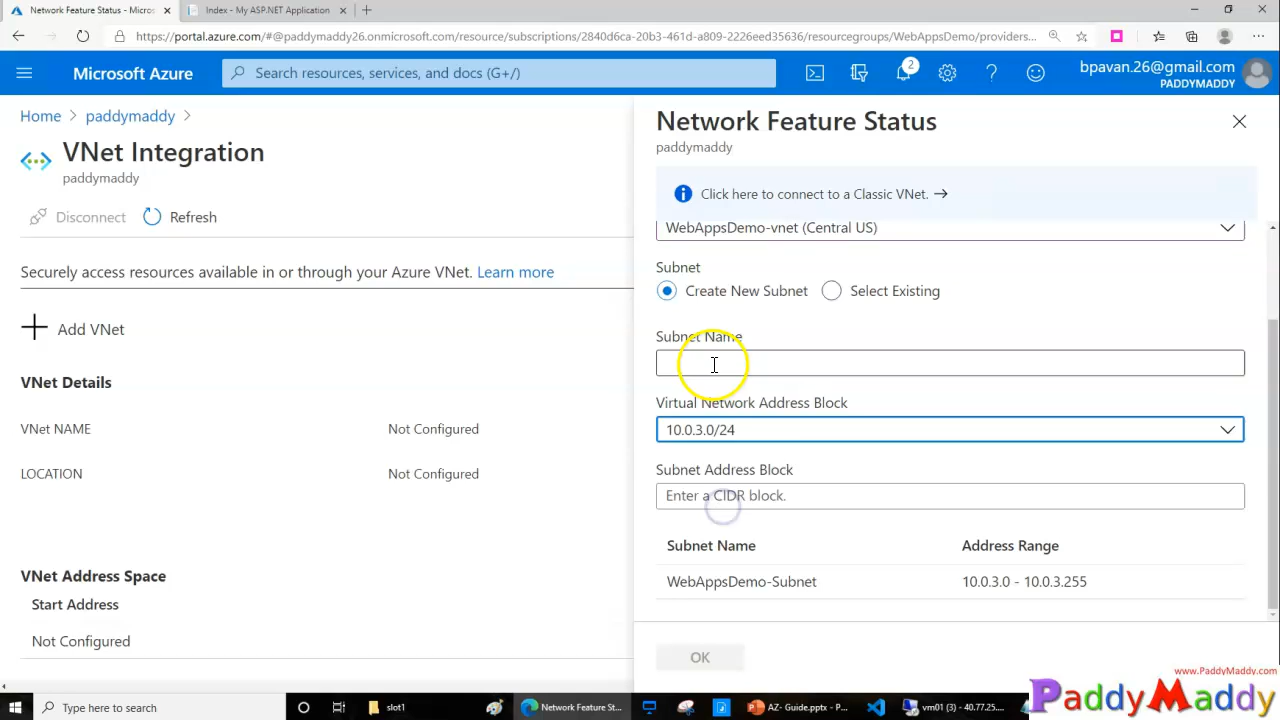 Network Feature Status - Micros
Index - My ASP.NET Application
https://portal.azure.com/#@paddymaddy26.onmicrosoft.com/resource/subscriptions/2840d6ca-20b3-461d-a809-2226eed35636/resourcegroups/WebAppsDemo/providers...
Microsoft Azure
Search resources, services, and docs (G+/)
2
bpavan.26@gmail.com
PADDYMADDY
Home > paddymaddy >
VNet Integration
paddymaddy
Disconnect
Refresh
Securely access resources available in or through your Azure VNet. Learn more
Add VNet
VNet Details
VNet NAME Not Configured
LOCATION Not Configured
VNet Address Space
Start Address
Not Configured
Network Feature Status
paddymaddy
Click here to connect to a Classic VNet. →
WebAppsDemo-vnet (Central US)
Subnet
Create New Subnet
Select Existing
Subnet Name
Virtual Network Address Block
10.0.3.0/24
Subnet Address Block
Enter a CIDR block.
Subnet Name Address Range
WebAppsDemo-Subnet 10.0.3.0 - 10.0.3.255
OK
www.PaddyMaddy.com
PaddyMaddy
Type here to search
slot1
Network Feature St...
AZ- Guide.pptx - P...
vm01 (3) - 40.77.25...